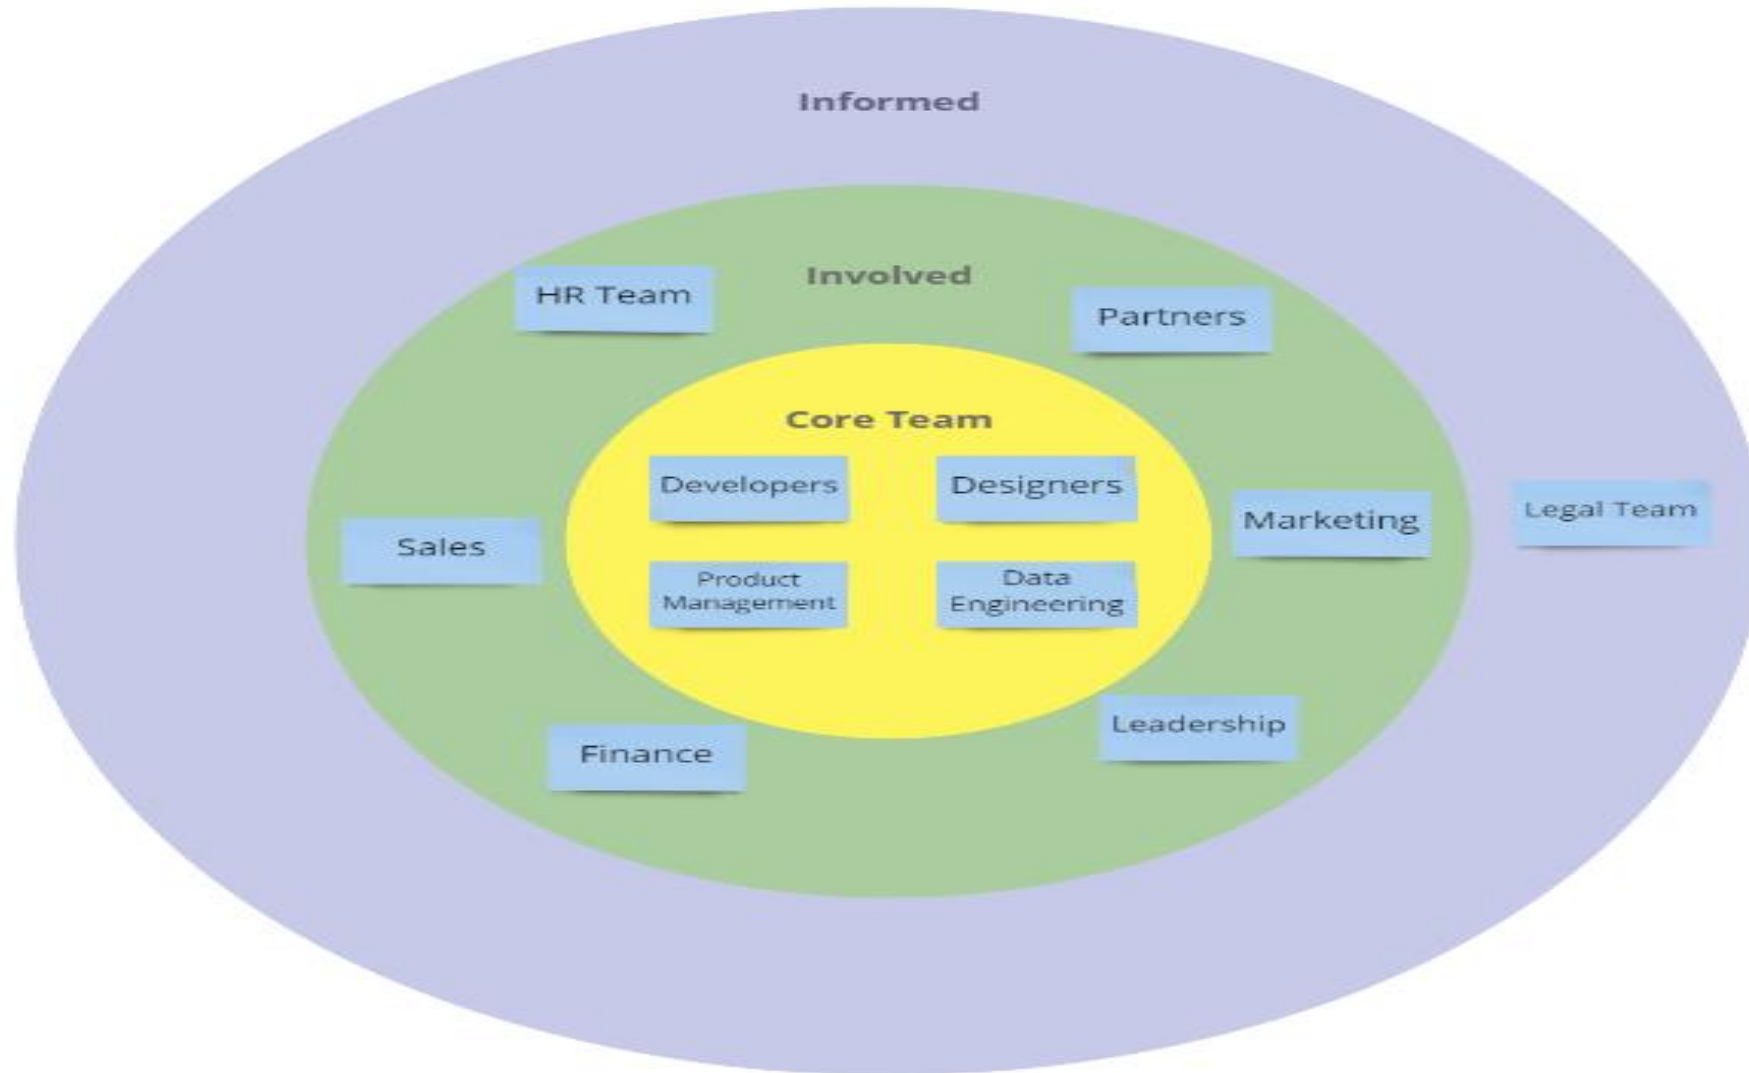 Informed
Involved
HR Team
Partners
Core Team
Developers
Designers
Sales
Marketing
Legal Team
Product
Management
Data
Engineering
Finance
Leadership